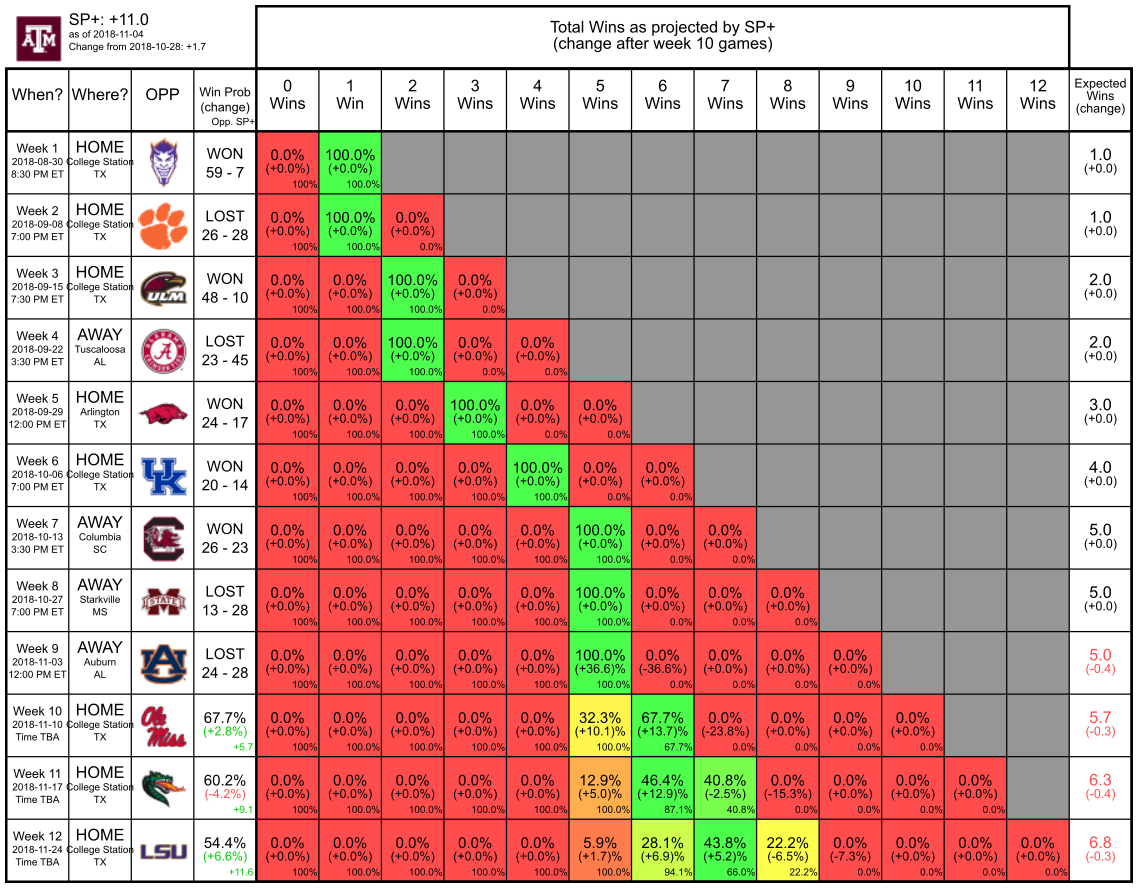 SP+: +11.0
as of 2018-11-04
Change from 2018-10-28: +1.7
Total Wins as projected by SP+
(change after week 10 games)
When? Where? OPP Win Prob (change) Opp. SP+ 0 Wins 1 Win 2 Wins 3 Wins 4 Wins 5 Wins 6 Wins 7 Wins 8 Wins 9 Wins 10 Wins 11 Wins 12 Wins Expected Wins (change)
Week 1 HOME WON 0.0% 100.0% 1.0
2018-08-30 College Station 59 - 7 (+0.0%) (+0.0%) (+0.0)
8:30 PM ET TX 100% 100.0%
Week 2 HOME LOST 0.0% 100.0% 0.0% 1.0
2018-09-08 College Station 26 - 28 (+0.0%) (+0.0%) (+0.0%) (+0.0)
7:00 PM ET TX 100% 100.0% 0.0%
Week 3 HOME ULM WON 0.0% 0.0% 100.0% 0.0% 2.0
2018-09-15 College Station 48 - 10 (+0.0%) (+0.0%) (+0.0%) (+0.0%) (+0.0)
7:30 PM ET TX 100% 100.0% 100.0% 0.0%
Week 4 AWAY LOST 0.0% 0.0% 100.0% 0.0% 0.0% 2.0
2018-09-22 Tuscaloosa 23 - 45 (+0.0%) (+0.0%) (+0.0%) (+0.0%) (+0.0%) (+0.0)
3:30 PM ET AL 100% 100.0% 100.0% 0.0% 0.0%
Week 5 HOME WON 0.0% 0.0% 0.0% 100.0% 0.0% 0.0% 3.0
2018-09-29 Arlington 24 - 17 (+0.0%) (+0.0%) (+0.0%) (+0.0%) (+0.0%) (+0.0%) (+0.0)
12:00 PM ET TX 100% 100.0% 100.0% 100.0% 0.0% 0.0%
Week 6 HOME UK WON 0.0% 0.0% 0.0% 0.0% 100.0% 0.0% 0.0% 4.0
2018-10-06 College Station 20 - 14 (+0.0%) (+0.0%) (+0.0%) (+0.0%) (+0.0%) (+0.0%) (+0.0%) (+0.0)
7:00 PM ET TX 100% 100.0% 100.0% 100.0% 100.0% 0.0% 0.0%
Week 7 AWAY WON 0.0% 0.0% 0.0% 0.0% 0.0% 100.0% 0.0% 0.0% 5.0
2018-10-13 Columbia 26 - 23 (+0.0%) (+0.0%) (+0.0%) (+0.0%) (+0.0%) (+0.0%) (+0.0%) (+0.0%) (+0.0)
3:30 PM ET SC 100% 100.0% 100.0% 100.0% 100.0% 100.0% 0.0% 0.0%
Week 8 AWAY STATE LOST 0.0% 0.0% 0.0% 0.0% 0.0% 100.0% 0.0% 0.0% 0.0% 5.0
2018-10-27 Starkville 13 - 28 (+0.0%) (+0.0%) (+0.0%) (+0.0%) (+0.0%) (+0.0%) (+0.0%) (+0.0%) (+0.0%) (+0.0)
7:00 PM ET MS 100% 100.0% 100.0% 100.0% 100.0% 100.0% 0.0% 0.0% 0.0%
Week 9 AWAY LOST 0.0% 0.0% 0.0% 0.0% 0.0% 100.0% 0.0% 0.0% 0.0% 0.0% 5.0
2018-11-03 Auburn 24 - 28 (+0.0%) (+0.0%) (+0.0%) (+0.0%) (+0.0%) (+36.6)% (-36.6%) (+0.0%) (+0.0%) (+0.0%) (-0.4)
12:00 PM ET AL 100% 100.0% 100.0% 100.0% 100.0% 100.0% 0.0% 0.0% 0.0% 0.0%
Week 10 HOME Ole Miss 67.7% 0.0% 0.0% 0.0% 0.0% 0.0% 32.3% 67.7% 0.0% 0.0% 0.0% 0.0% 5.7
2018-11-10 College Station (+2.8%) (+0.0%) (+0.0%) (+0.0%) (+0.0%) (+0.0%) (+10.1)% (+13.7)% (-23.8%) (+0.0%) (+0.0%) (+0.0%) (-0.3)
Time TBA TX +5.7 100% 100.0% 100.0% 100.0% 100.0% 100.0% 67.7% 0.0% 0.0% 0.0% 0.0%
Week 11 HOME 60.2% 0.0% 0.0% 0.0% 0.0% 0.0% 12.9% 46.4% 40.8% 0.0% 0.0% 0.0% 0.0% 6.3
2018-11-17 College Station (-4.2%) (+0.0%) (+0.0%) (+0.0%) (+0.0%) (+0.0%) (+5.0)% (+12.9)% (-2.5%) (-15.3%) (+0.0%) (+0.0%) (+0.0%) (-0.4)
Time TBA TX +9.1 100% 100.0% 100.0% 100.0% 100.0% 100.0% 87.1% 40.8% 0.0% 0.0% 0.0% 0.0%
Week 12 HOME LSU 54.4% 0.0% 0.0% 0.0% 0.0% 0.0% 5.9% 28.1% 43.8% 22.2% 0.0% 0.0% 0.0% 0.0% 6.8
2018-11-24 College Station (+6.6%) (+0.0%) (+0.0%) (+0.0%) (+0.0%) (+0.0%) (+1.7)% (+6.9)% (+5.2)% (-6.5%) (-7.3%) (+0.0%) (+0.0%) (+0.0%) (-0.3)
Time TBA TX +11.6 100% 100.0% 100.0% 100.0% 100.0% 100.0% 94.1% 66.0% 22.2% 0.0% 0.0% 0.0% 0.0%